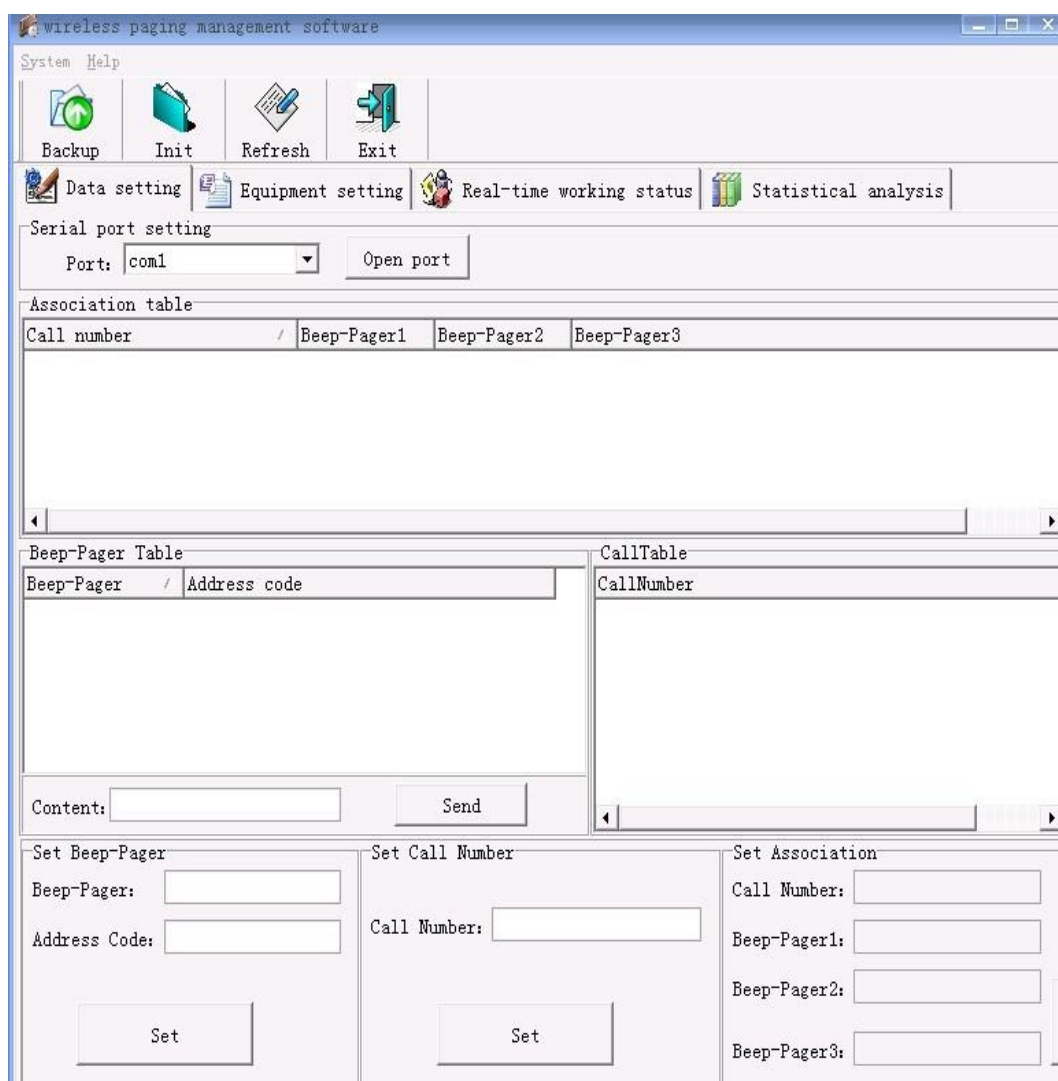 wireless paging management software
System Help
Backup Init Refresh Exit
Data setting Equipment setting Real-time working status Statistical analysis
Serial port setting
Port: com1 Open port
Association table
Call number Beep-Pager1 Beep-Pager2 Beep-Pager3
Beep-Pager Table
Beep-Pager Address code
CallTable
CallNumber
Content: Send
Set Beep-Pager
Beep-Pager:
Address Code:
Set
Set Call Number
Call Number:
Set
Set Association
Call Number:
Beep-Pager1:
Beep-Pager2:
Beep-Pager3: